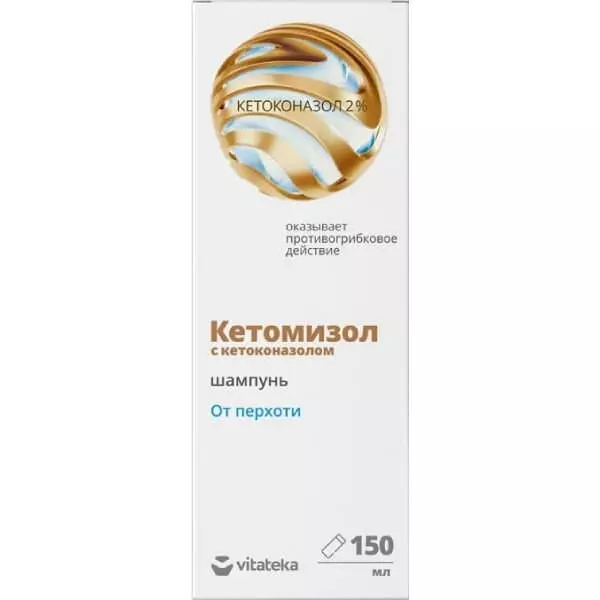 КЕТОКОНАЗОЛ 2%
оказывает
противогрибковое
действие
Кетомизол
с кетоконазолом
шампунь
От перхоти
vitateka
150
мл